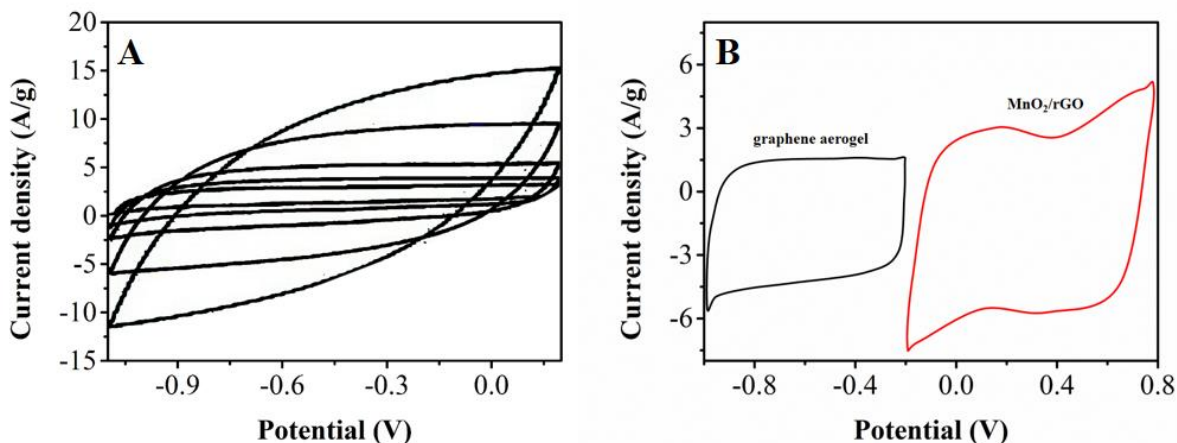 A
Current density (A/g)
20
15
10
5
0
-5
-10
-15
-0.9
-0.6
-0.3
0.0
Potential (V)
B
Current density (A/g)
6
3
0
-3
-6
graphene aerogel
MnO₂/rGO
-0.8
-0.4
0.0
0.4
0.8
Potential (V)